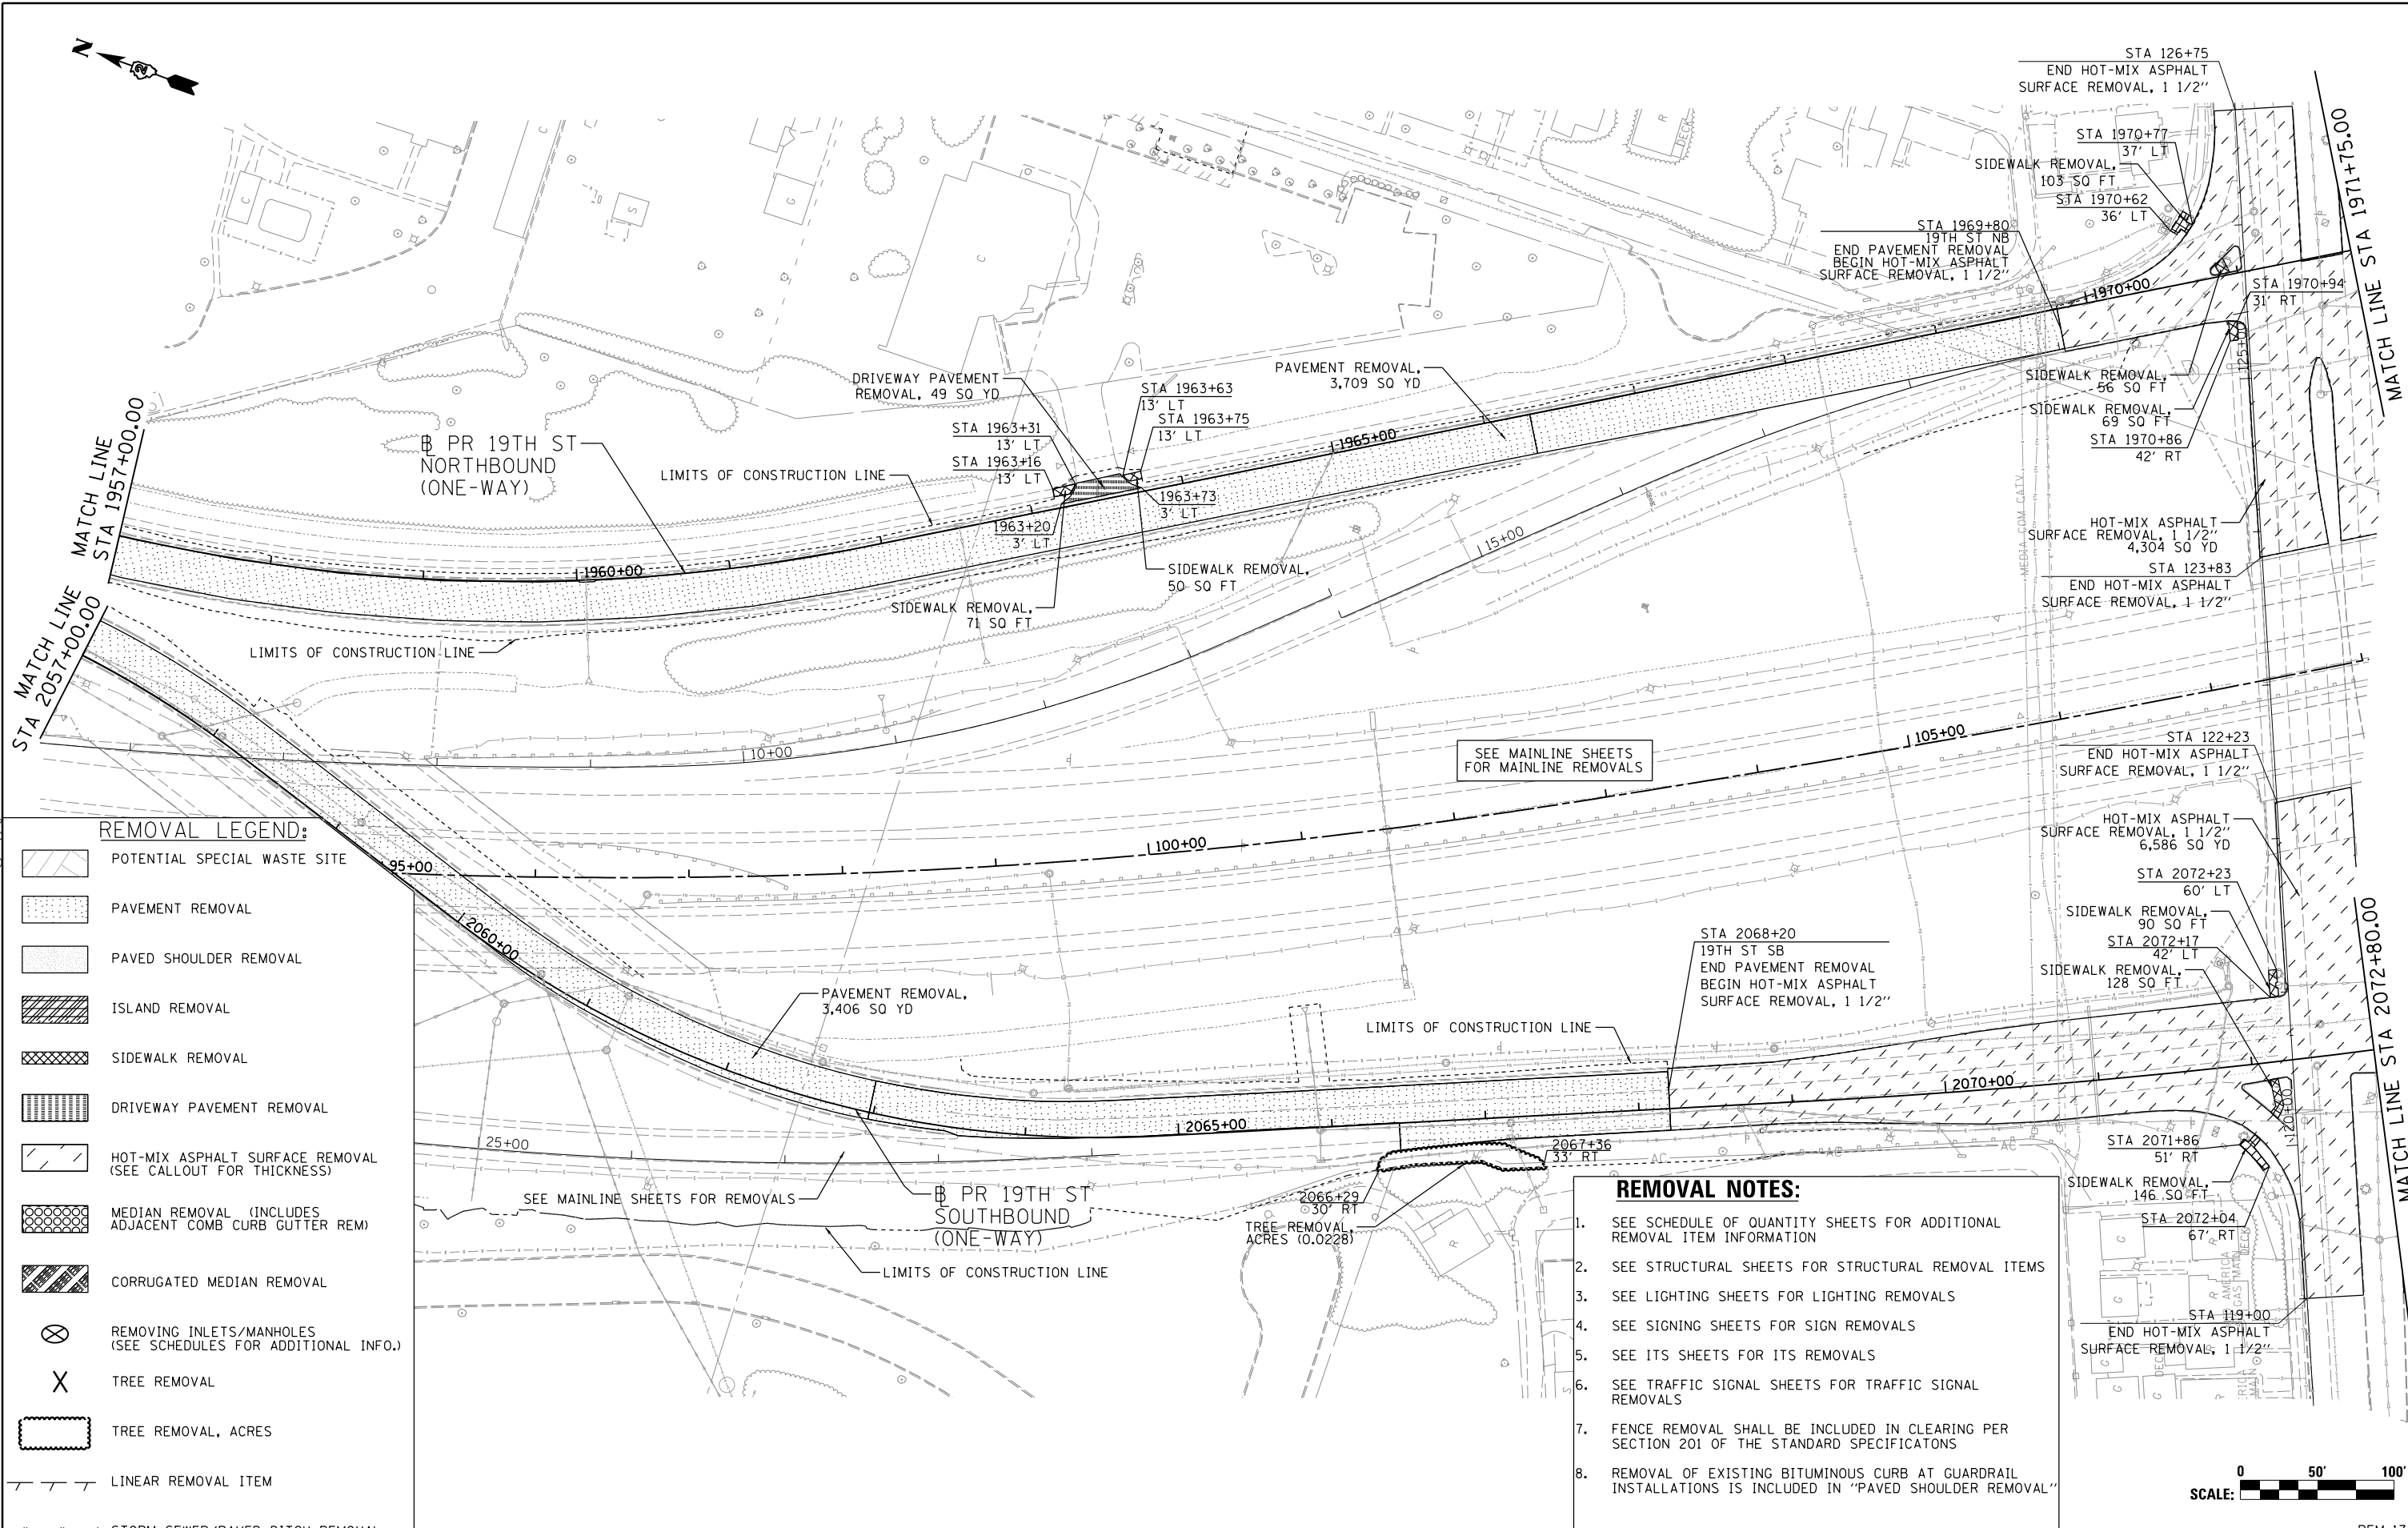 N
2
STA 126+75
END HOT-MIX ASPHALT
SURFACE REMOVAL, 1 1/2"
STA 1970+77
37' LT
SIDEWALK REMOVAL,
103 SQ FT
STA 1970+62
36' LT
STA 1969+80
19TH ST NB
END PAVEMENT REMOVAL
BEGIN HOT-MIX ASPHALT
SURFACE REMOVAL, 1 1/2"
MATCH LINE STA 1971+75.00
1970+00
STA 1970+94
31' RT
125+00
SIDEWALK REMOVAL,
56 SQ FT
SIDEWALK REMOVAL,
69 SQ FT
STA 1970+86
42' RT
PAVEMENT REMOVAL,
3,709 SQ YD
DRIVEWAY PAVEMENT
REMOVAL, 49 SQ YD
STA 1963+63
13' LT
STA 1963+75
13' LT
STA 1963+31
13' LT
STA 1963+16
13' LT
1965+00
1963+73
3' LT
1963+20
3' LT
SIDEWALK REMOVAL,
50 SQ FT
SIDEWALK REMOVAL,
71 SQ FT
MATCH LINE
STA 1957+00.00
℄ PR 19TH ST
NORTHBOUND
(ONE-WAY)
LIMITS OF CONSTRUCTION LINE
1960+00
LIMITS OF CONSTRUCTION LINE
MATCH LINE
STA 2057+00.00
15+00
10+00
C
C
C
S
G
G
C
R
DECK
MEDIA COM CATV
HOT-MIX ASPHALT
SURFACE REMOVAL, 1 1/2"
4,304 SQ YD
STA 123+83
END HOT-MIX ASPHALT
SURFACE REMOVAL, 1 1/2"
SEE MAINLINE SHEETS
FOR MAINLINE REMOVALS
95+00
100+00
105+00
STA 122+23
END HOT-MIX ASPHALT
SURFACE REMOVAL, 1 1/2"
HOT-MIX ASPHALT
SURFACE REMOVAL, 1 1/2"
6,586 SQ YD
STA 2072+23
60' LT
SIDEWALK REMOVAL,
90 SQ FT
STA 2072+17
42' LT
SIDEWALK REMOVAL,
128 SQ FT
MATCH LINE STA 2072+80.00
STA 2068+20
19TH ST SB
END PAVEMENT REMOVAL
BEGIN HOT-MIX ASPHALT
SURFACE REMOVAL, 1 1/2"
LIMITS OF CONSTRUCTION LINE
2060+00
PAVEMENT REMOVAL,
3,406 SQ YD
2065+00
2070+00
120+00
25+00
AC
AC
SEE MAINLINE SHEETS FOR REMOVALS
℄ PR 19TH ST
SOUTHBOUND
(ONE-WAY)
LIMITS OF CONSTRUCTION LINE
2067+36
33' RT
2066+29
30' RT
TREE REMOVAL,
ACRES (0.0228)
R
STA 2071+86
51' RT
SIDEWALK REMOVAL,
146 SQ FT
STA 2072+04
67' RT
STA 119+00
END HOT-MIX ASPHALT
SURFACE REMOVAL, 1 1/2"
REMOVAL LEGEND:
POTENTIAL SPECIAL WASTE SITE
PAVEMENT REMOVAL
PAVED SHOULDER REMOVAL
ISLAND REMOVAL
SIDEWALK REMOVAL
DRIVEWAY PAVEMENT REMOVAL
HOT-MIX ASPHALT SURFACE REMOVAL
(SEE CALLOUT FOR THICKNESS)
MEDIAN REMOVAL (INCLUDES
ADJACENT COMB CURB GUTTER REM)
CORRUGATED MEDIAN REMOVAL
REMOVING INLETS/MANHOLES
(SEE SCHEDULES FOR ADDITIONAL INFO.)
TREE REMOVAL
TREE REMOVAL, ACRES
LINEAR REMOVAL ITEM
REMOVAL NOTES:
1. SEE SCHEDULE OF QUANTITY SHEETS FOR ADDITIONAL
REMOVAL ITEM INFORMATION
2. SEE STRUCTURAL SHEETS FOR STRUCTURAL REMOVAL ITEMS
3. SEE LIGHTING SHEETS FOR LIGHTING REMOVALS
4. SEE SIGNING SHEETS FOR SIGN REMOVALS
5. SEE ITS SHEETS FOR ITS REMOVALS
6. SEE TRAFFIC SIGNAL SHEETS FOR TRAFFIC SIGNAL
REMOVALS
7. FENCE REMOVAL SHALL BE INCLUDED IN CLEARING PER
SECTION 201 OF THE STANDARD SPECIFICATONS
8. REMOVAL OF EXISTING BITUMINOUS CURB AT GUARDRAIL
INSTALLATIONS IS INCLUDED IN "PAVED SHOULDER REMOVAL"
0 50' 100'
SCALE: